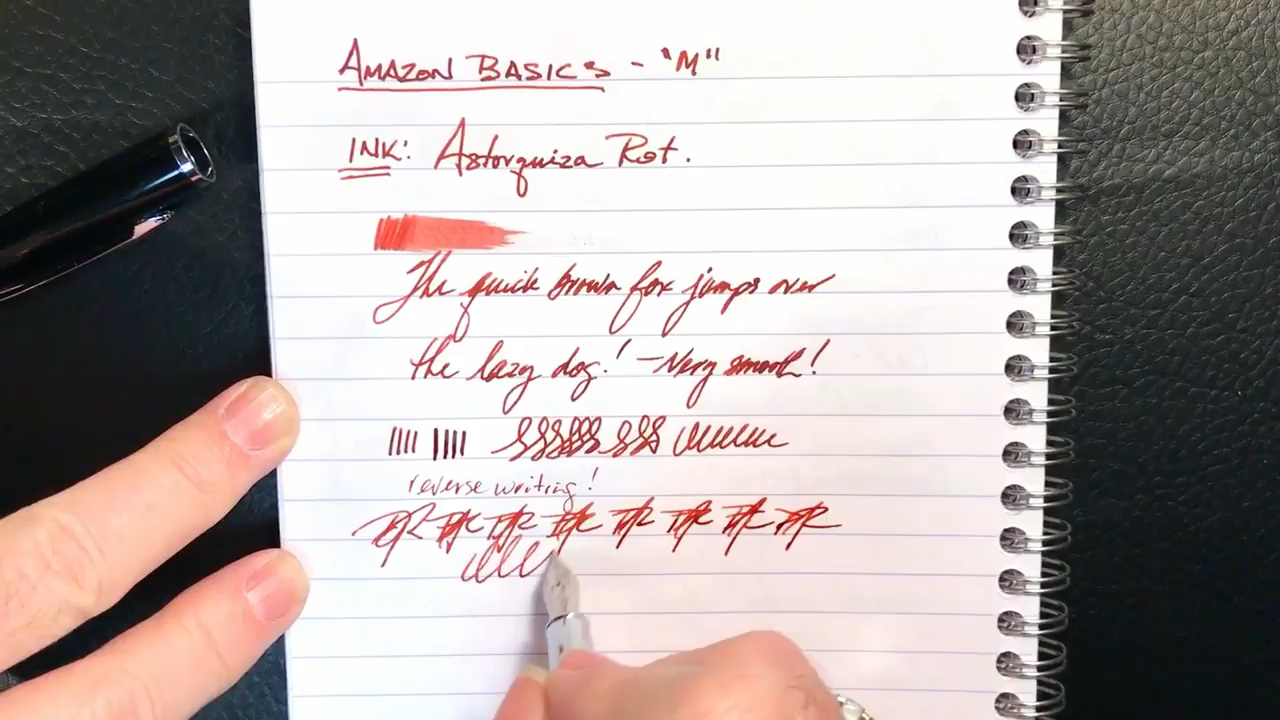 AMAZON BASICS - "M"
INK: Astorquiza Rot.
The quick brown fox jumps over
the lazy dog! - Very smooth!
reverse writing!